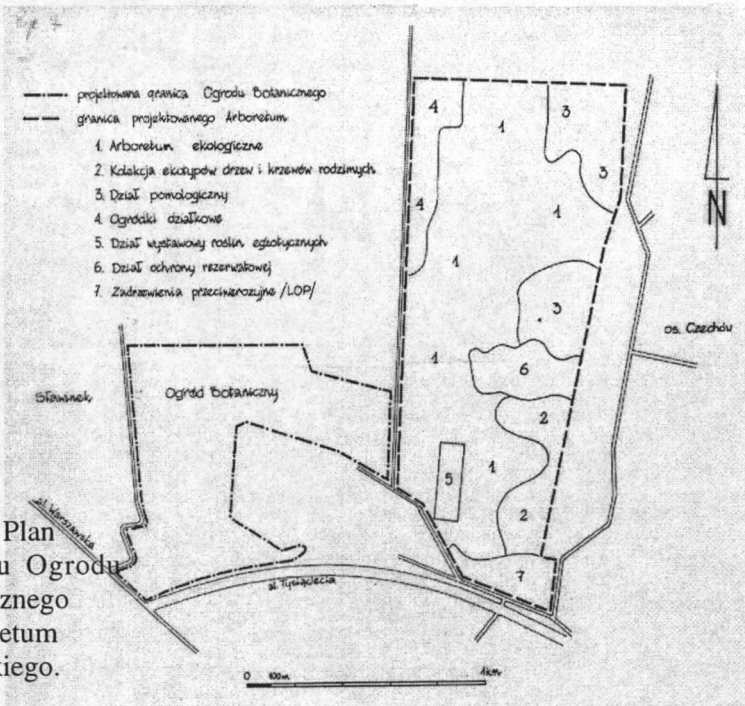 projektowana granica Ogrodu Botanicznego
granica projektowanego Arboretum
1. Arboretum ekologiczne
2. Kolekcja ekotypów drzew i krzewów rodzimych
3. Dział pomologiczny
4. Ogródki działkowe
5. Dział wystawowy roślin egzotycznych
6. Dział ochrony rezerwatowej
7. Zadrzewienia przeciwerozyjne /LOP/
4
1
3
3
4
1
1
N
3
os. Czechów
1
6
Sławinek
Ogród Botaniczny
2
1
5
2
al. Warszawska
Plan
u Ogrodu
cznego
etum
kiego.
7
al. Tysiąclecia
0 100m 1km